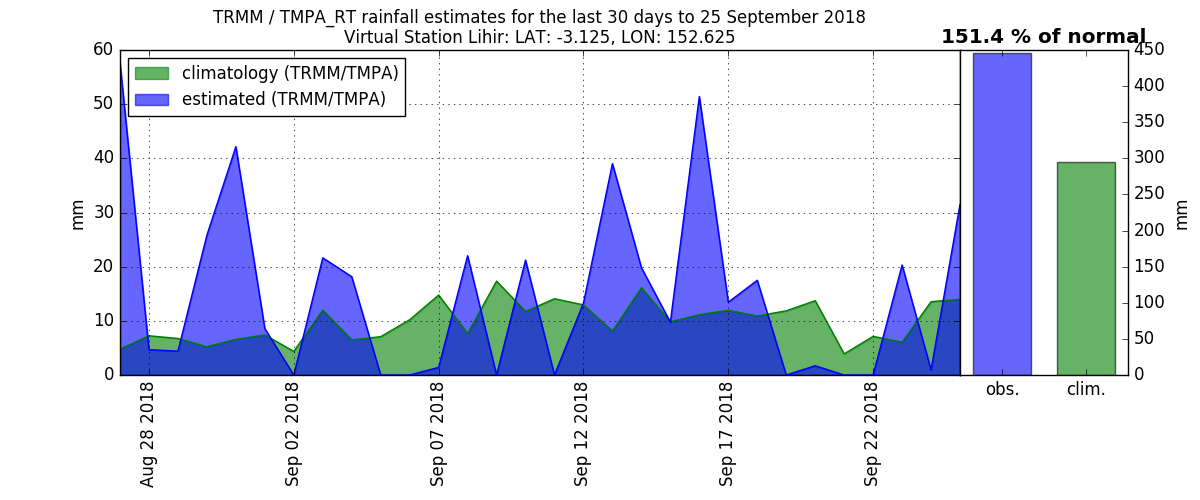 TRMM / TMPA_RT rainfall estimates for the last 30 days to 25 September 2018
Virtual Station Lihir: LAT: -3.125, LON: 152.625
151.4 % of normal
climatology (TRMM/TMPA)
estimated (TRMM/TMPA)
mm
60
50
40
30
20
10
0
Aug 28 2018
Sep 02 2018
Sep 07 2018
Sep 12 2018
Sep 17 2018
Sep 22 2018
450
400
350
300
250
200
150
100
50
0
mm
obs.
clim.